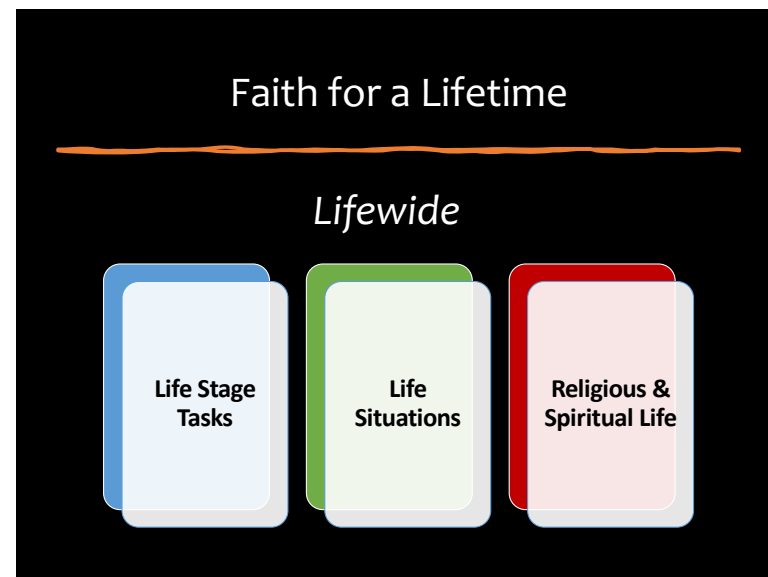 Faith for a Lifetime
Lifewide
Life Stage
Tasks
Life
Situations
Religious &
Spiritual Life